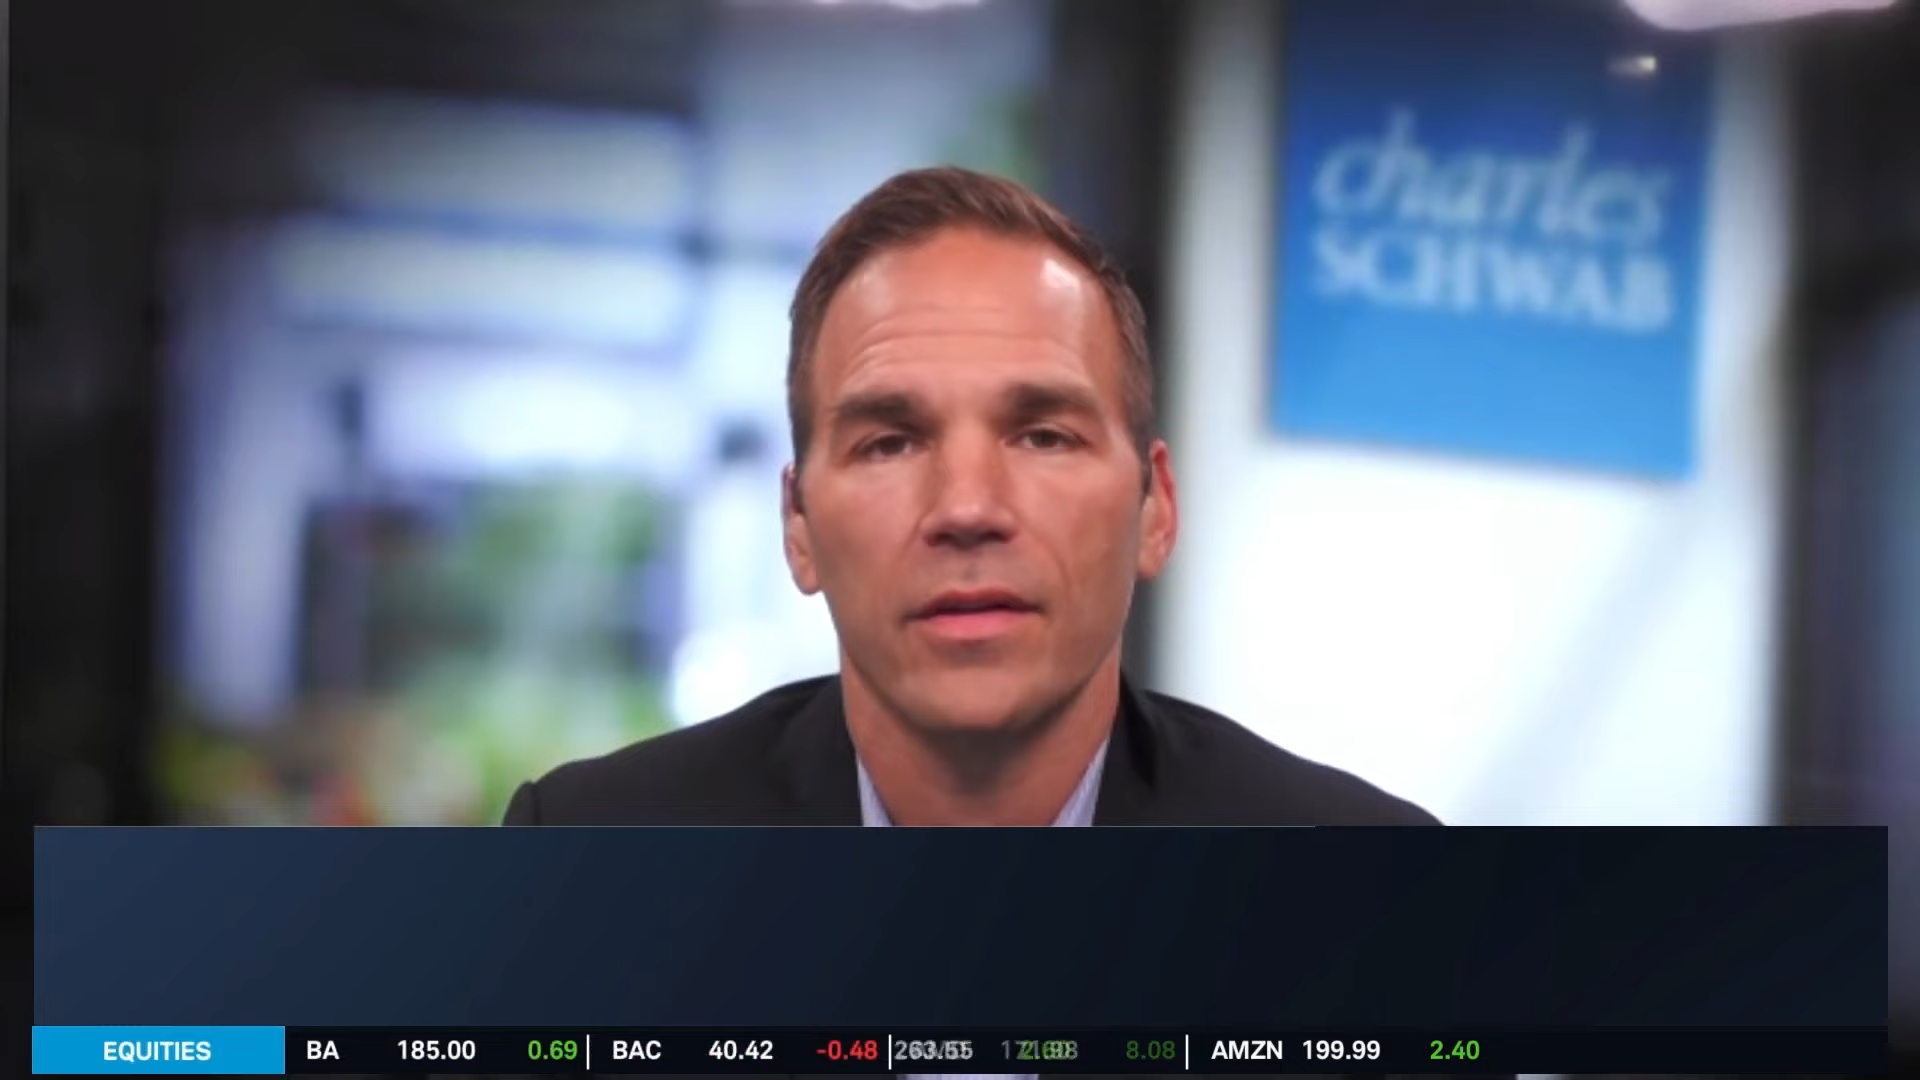 charles
SCHWAB
EQUITIES BA 185.00 0.69 BAC 40.42 -0.48 8.08 AMZN 199.99 2.40